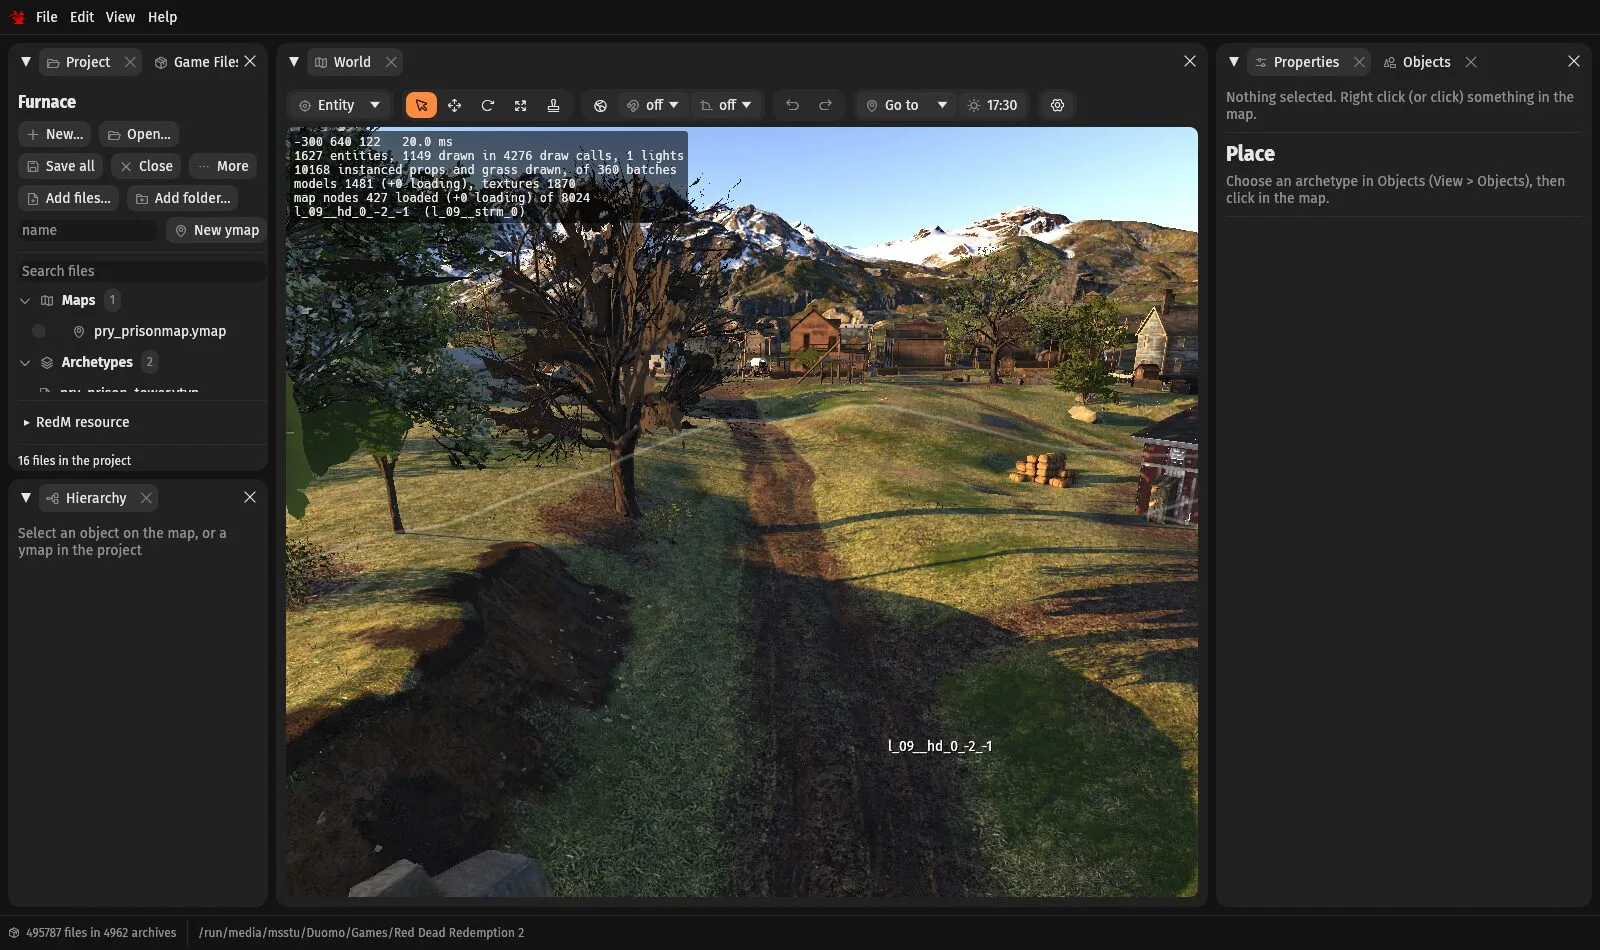 File Edit View Help
Project
Game Files
Furnace
New...
Open...
Save all
Close
More
Add files...
Add folder...
name
New ymap
Search files
Maps 1
pry_prisonmap.ymap
Archetypes 2
RedM resource
16 files in the project
Hierarchy
Select an object on the map, or a
ymap in the project
World
Entity
off
off
Go to
17:30
-300 640 122 20.0 ms
1627 entities, 1149 drawn in 4276 draw calls, 1 lights
10168 instanced props and grass drawn, of 360 batches
models 1481 (+0 loading), textures 1870
map nodes 427 loaded (+0 loading) of 8024
l_09__hd_0_-2_-1 (l_09__strm_0)
l_09__hd_0_-2_-1
Properties
Objects
Nothing selected. Right click (or click) something in the
map.
Place
Choose an archetype in Objects (View > Objects), then
click in the map.
495787 files in 4962 archives
/run/media/msstu/Duomo/Games/Red Dead Redemption 2